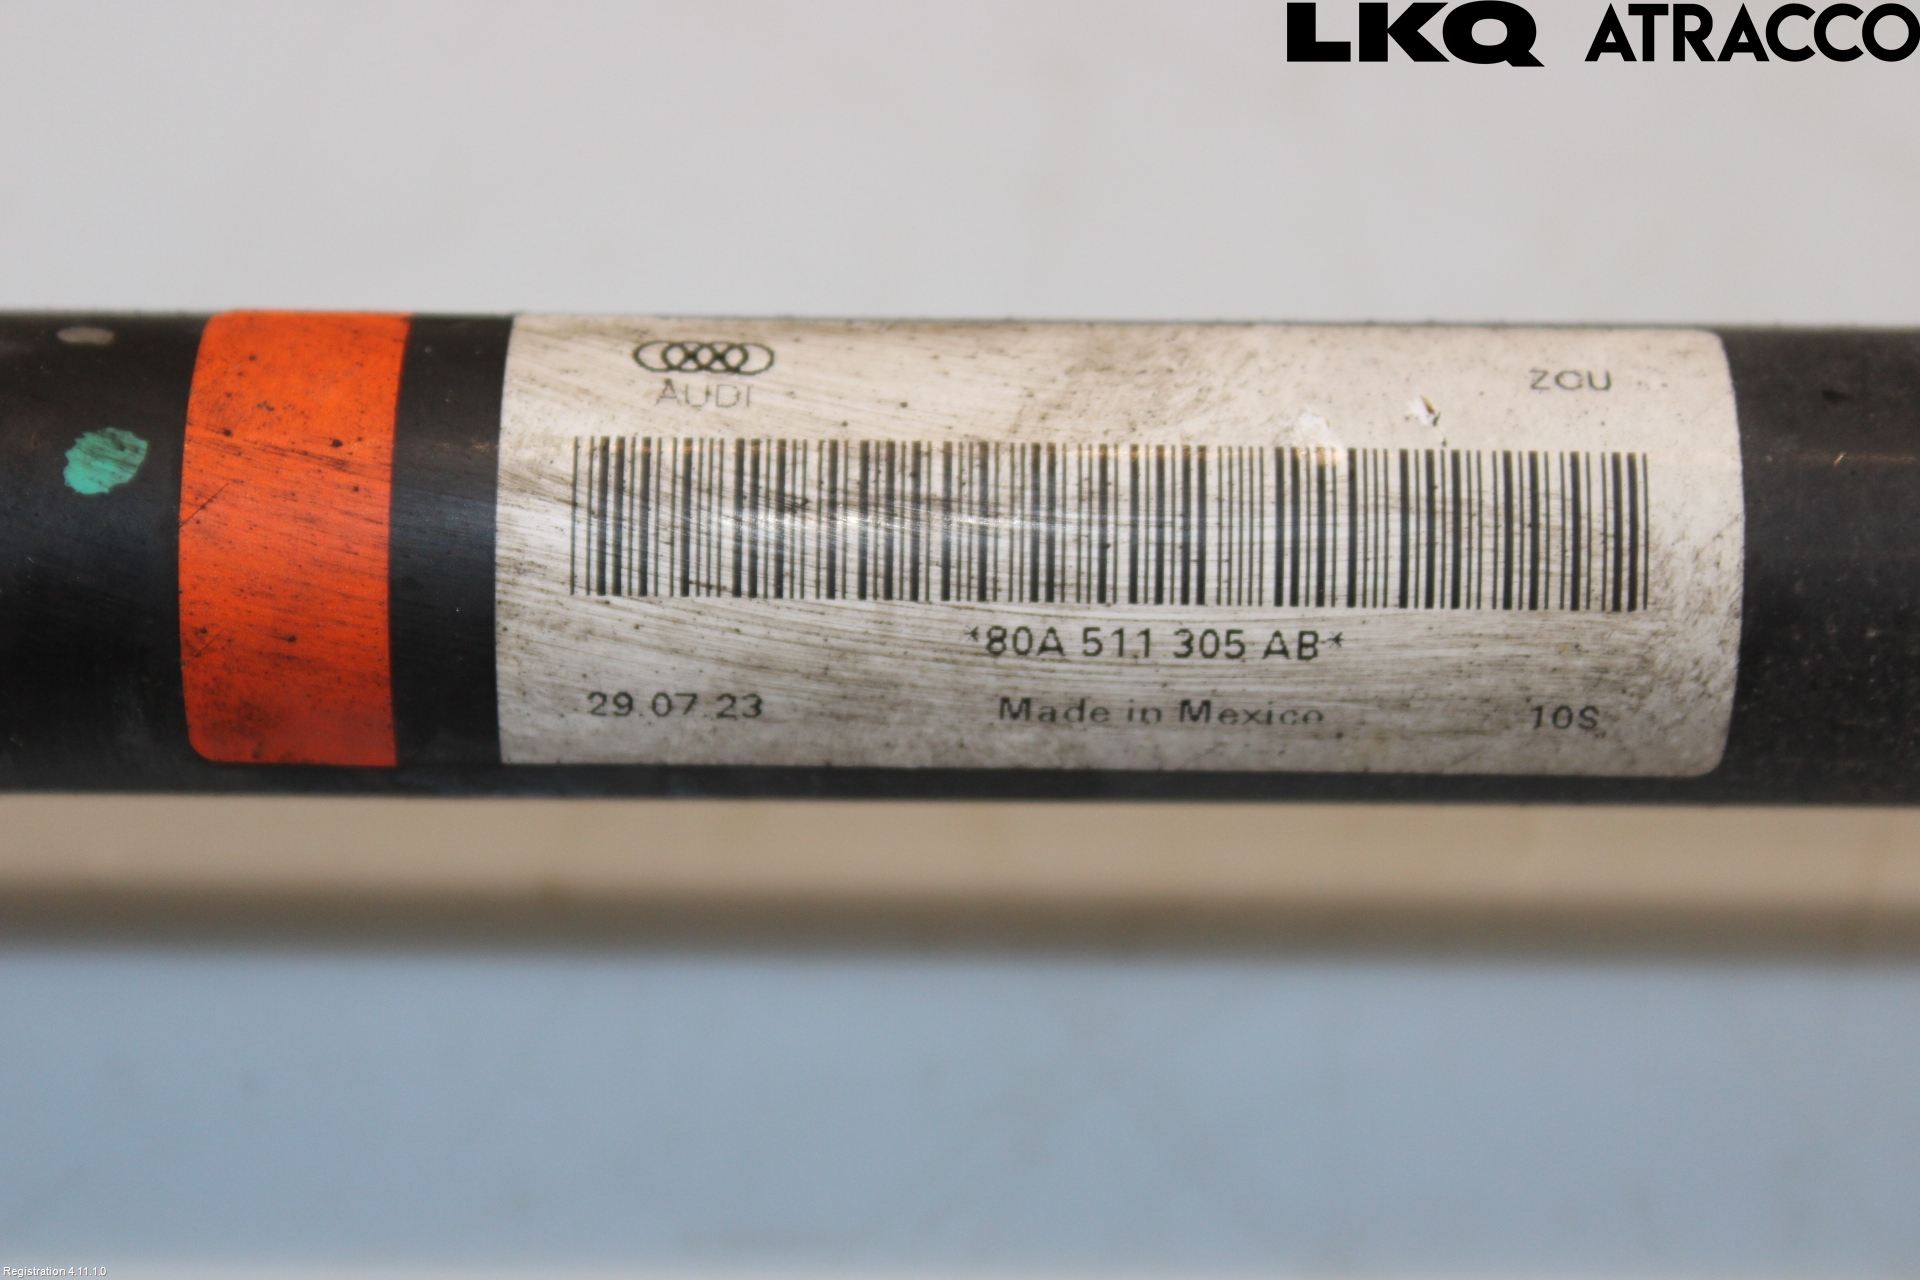 LKQ ATRACCO
AUDI
ZCU
*80A 511 305 AB*
29.07.23 Made in Mexico 10S
Registration 4.11.1.0